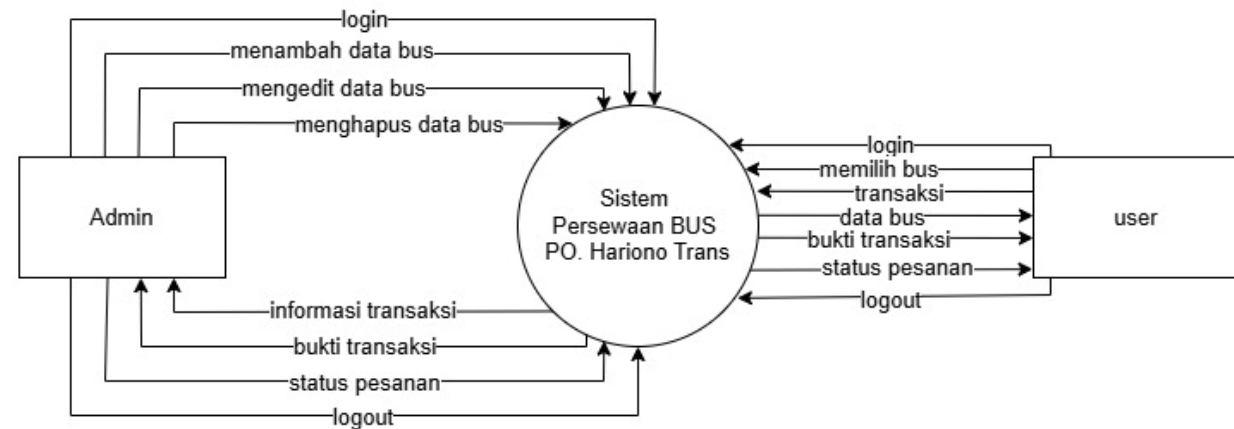 login
menambah data bus
mengedit data bus
menghapus data bus
Admin
informasi transaksi
bukti transaksi
status pesanan
logout
Sistem
Persewaan BUS
PO. Hariono Trans
login
memilih bus
transaksi
data bus
bukti transaksi
status pesanan
logout
user